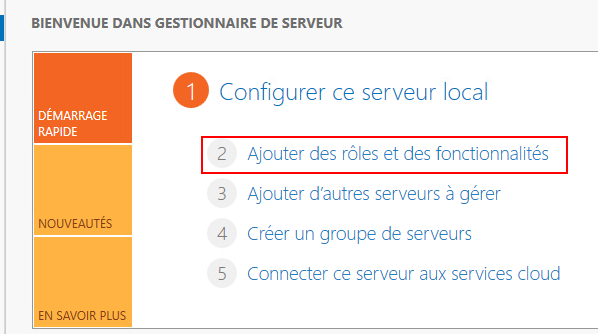 BIENVENUE DANS GESTIONNAIRE DE SERVEUR
DÉMARRAGE
RAPIDE
1 Configurer ce serveur local
2 Ajouter des rôles et des fonctionnalités
3 Ajouter d’autres serveurs à gérer
NOUVEAUTÉS
4 Créer un groupe de serveurs
5 Connecter ce serveur aux services cloud
EN SAVOIR PLUS